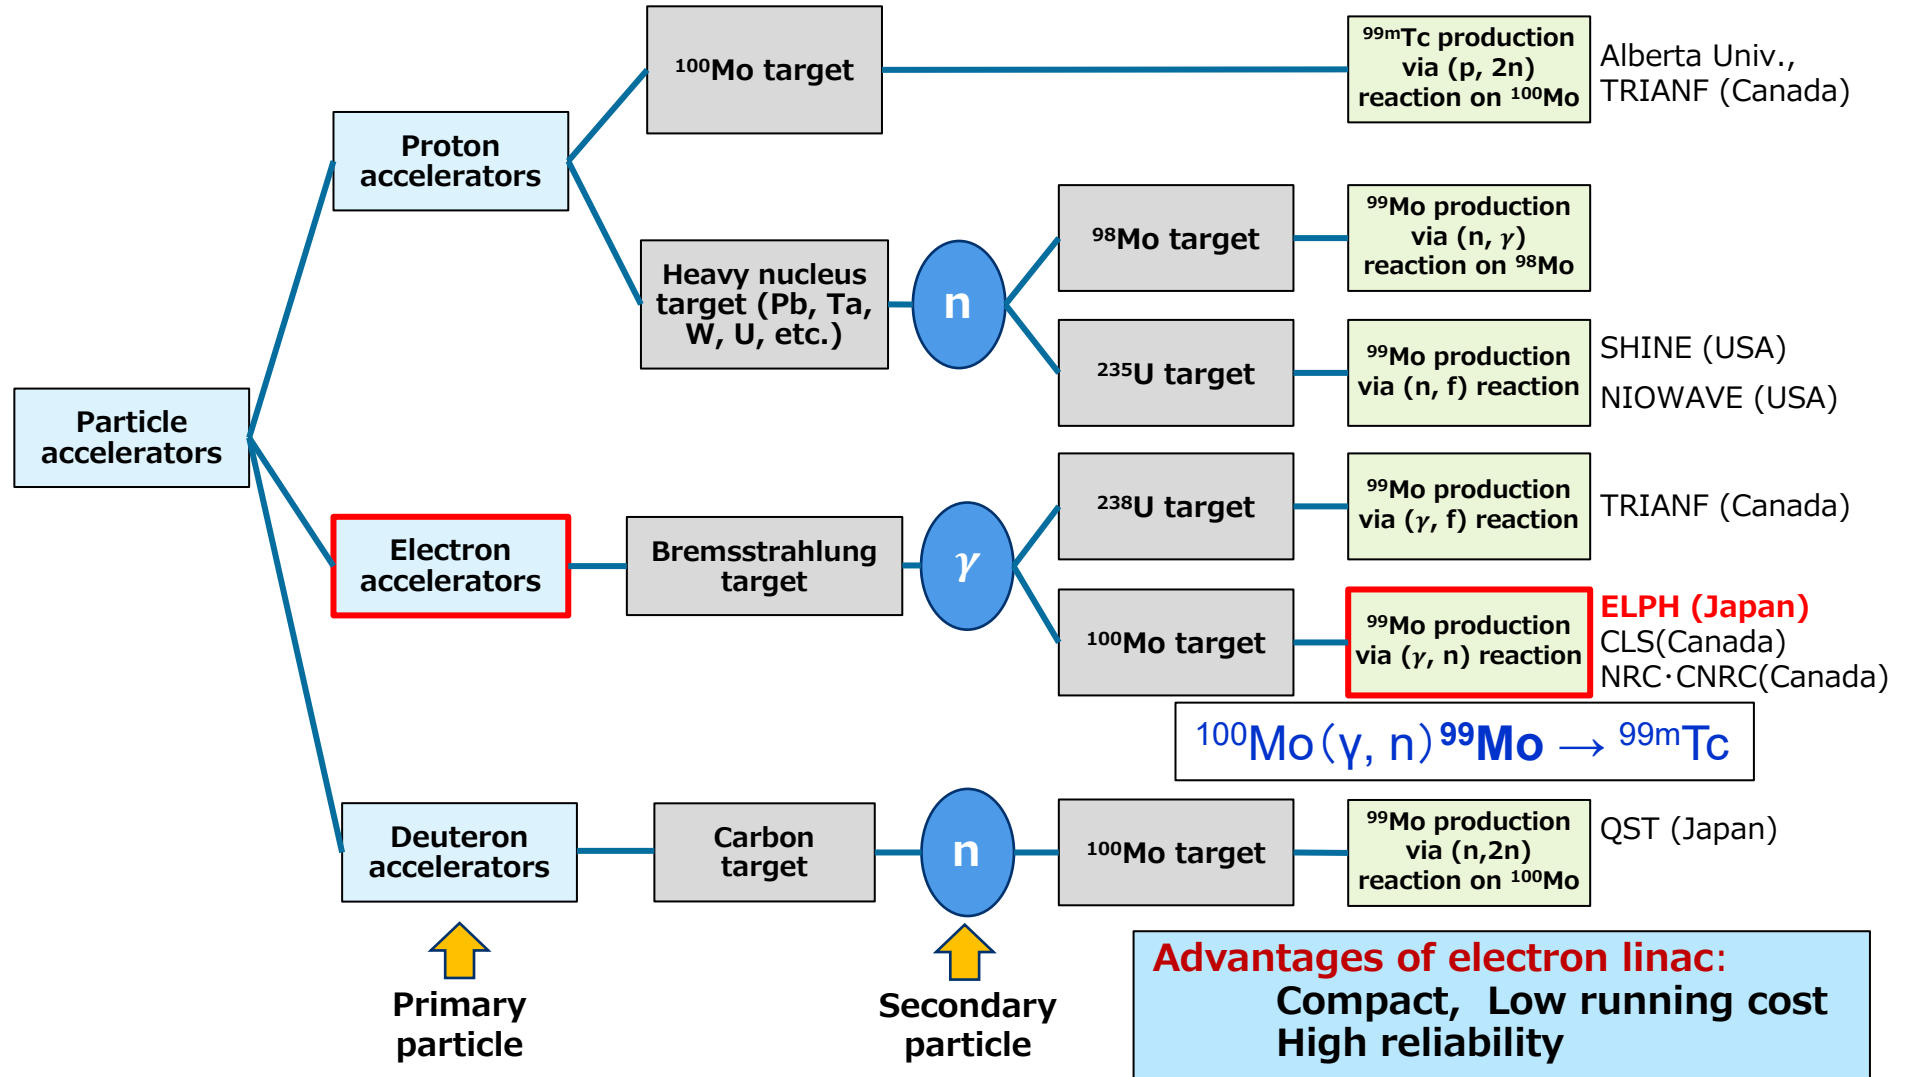 Particle
accelerators
Proton
accelerators
¹⁰⁰Mo target
⁹⁹ᵐTc production
via (p, 2n)
reaction on ¹⁰⁰Mo
Alberta Univ.,
TRIANF (Canada)
Heavy nucleus
target (Pb, Ta,
W, U, etc.)
n
⁹⁸Mo target
⁹⁹Mo production
via (n, γ)
reaction on ⁹⁸Mo
²³⁵U target
⁹⁹Mo production
via (n, f) reaction
SHINE (USA)
NIOWAVE (USA)
Electron
accelerators
Bremsstrahlung
target
γ
²³⁸U target
⁹⁹Mo production
via (γ, f) reaction
TRIANF (Canada)
¹⁰⁰Mo target
⁹⁹Mo production
via (γ, n) reaction
ELPH (Japan)
CLS(Canada)
NRC･CNRC(Canada)
¹⁰⁰Mo(γ, n)⁹⁹Mo → ⁹⁹ᵐTc
Deuteron
accelerators
Carbon
target
n
¹⁰⁰Mo target
⁹⁹Mo production
via (n,2n)
reaction on ¹⁰⁰Mo
QST (Japan)
Primary
particle
Secondary
particle
Advantages of electron linac:
Compact, Low running cost
High reliability